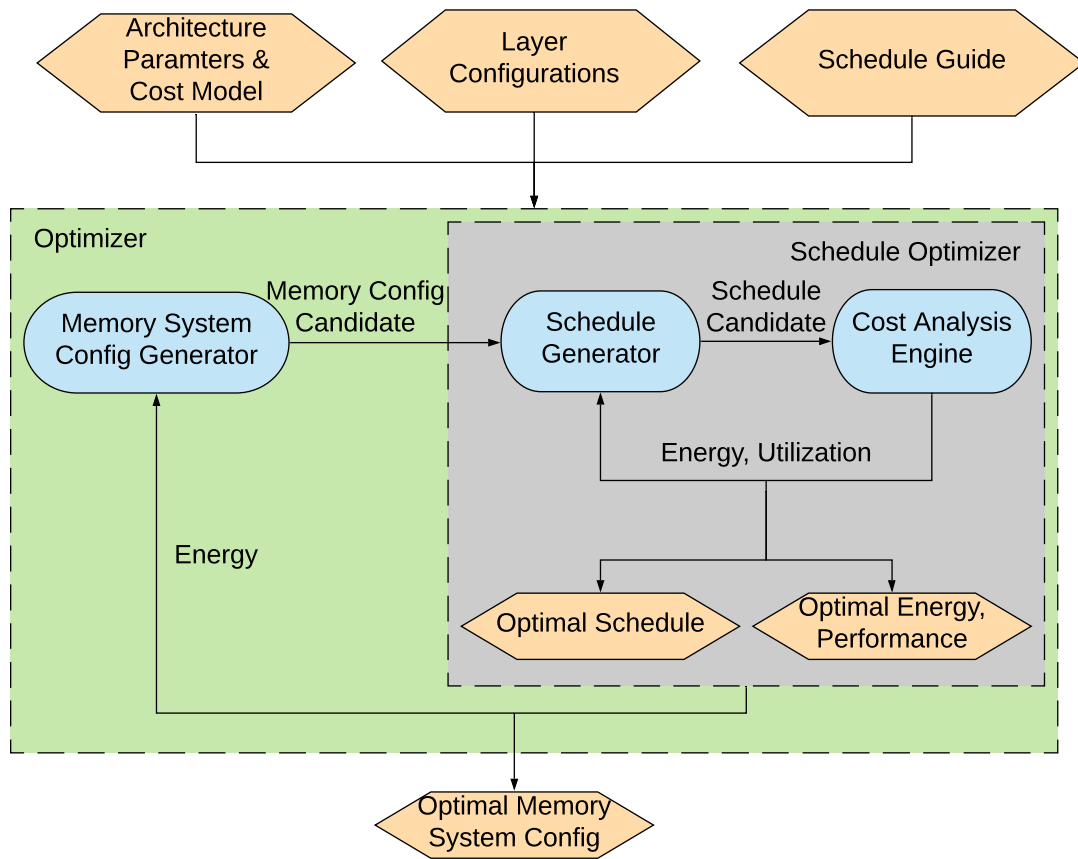 Architecture
Paramters &
Cost Model
Layer
Configurations
Schedule Guide
Optimizer
Schedule Optimizer
Memory Config
Candidate
Schedule
Candidate
Memory System
Config Generator
Schedule
Generator
Cost Analysis
Engine
Energy, Utilization
Energy
Optimal Schedule
Optimal Energy,
Performance
Optimal Memory
System Config